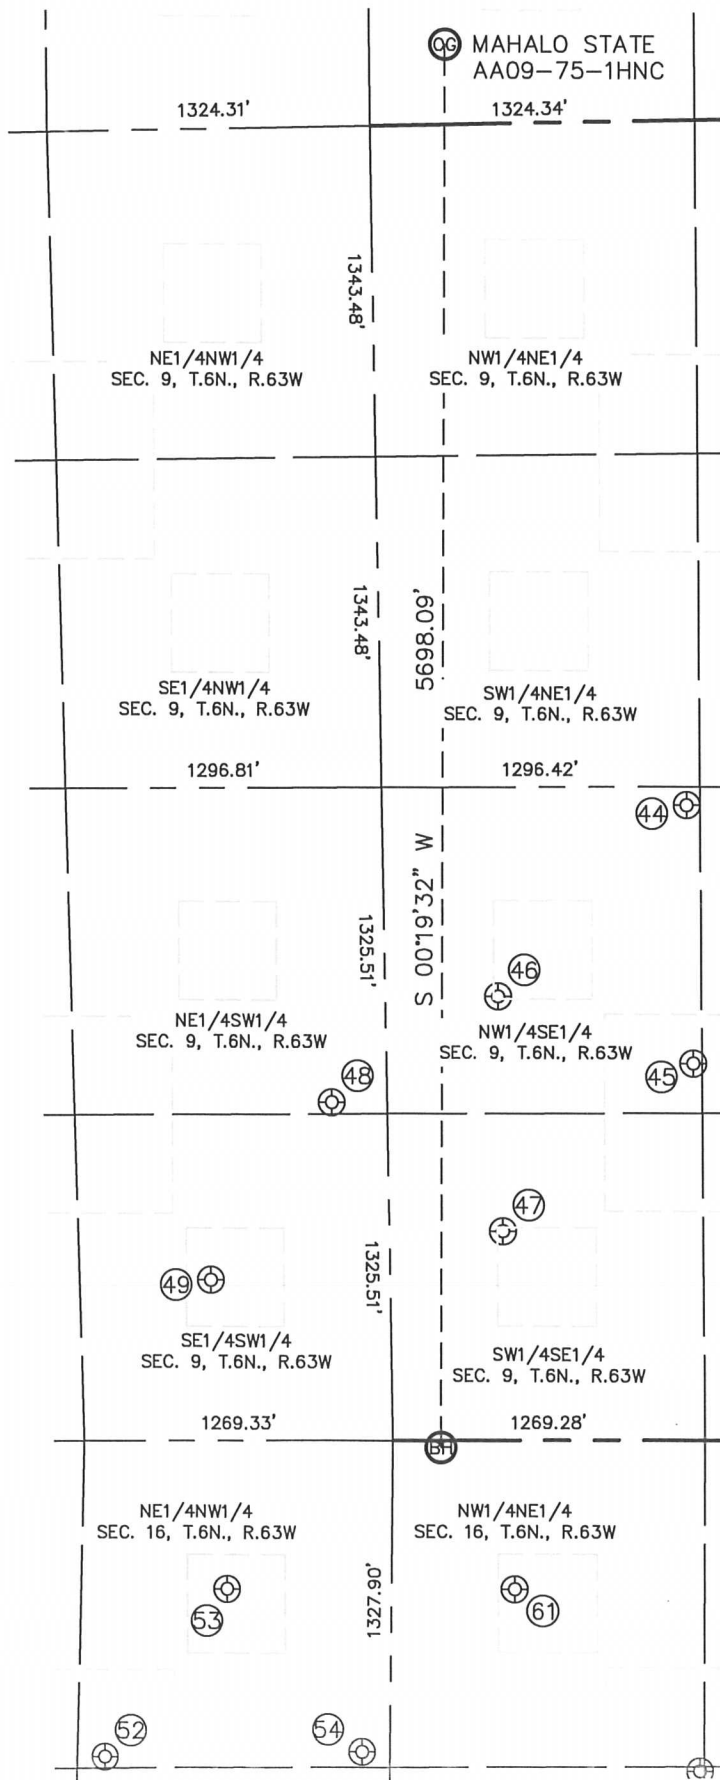 OG MAHALO STATE
AA09-75-1HNC
1324.31'
1324.34'
1343.48'
NE1/4NW1/4
SEC. 9, T.6N., R.63W
NW1/4NE1/4
SEC. 9, T.6N., R.63W
1343.48'
5698.09'
SE1/4NW1/4
SEC. 9, T.6N., R.63W
SW1/4NE1/4
SEC. 9, T.6N., R.63W
1296.81'
1296.42'
44
S 00°19'32" W
1325.51'
46
NE1/4SW1/4
SEC. 9, T.6N., R.63W
NW1/4SE1/4
SEC. 9, T.6N., R.63W
48
45
47
1325.51'
49
SE1/4SW1/4
SEC. 9, T.6N., R.63W
SW1/4SE1/4
SEC. 9, T.6N., R.63W
1269.33'
1269.28'
BH
NE1/4NW1/4
SEC. 16, T.6N., R.63W
NW1/4NE1/4
SEC. 16, T.6N., R.63W
1327.90'
53
61
52
54